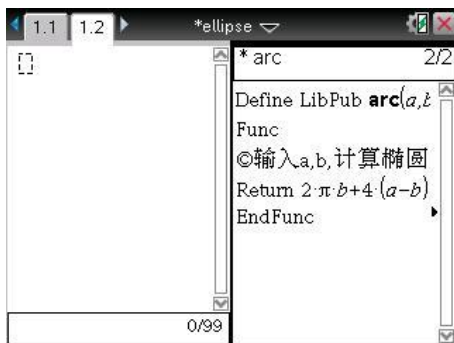 1.1 1.2 *ellipse
* arc 2/2
Define LibPub arc(a,b
Func
©输入a,b,计算椭圆
Return 2·π·b+4·(a−b)
EndFunc
0/99